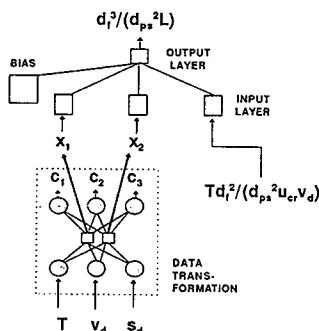 d_f^3/(d_ps^2L)
OUTPUT
LAYER
BIAS
INPUT
LAYER
X_1
X_2
C_1
C_2
C_3
Td_f^2/(d_ps^2u_cr,v_d)
DATA
TRANS-
FORMATION
T
V_d
S_d